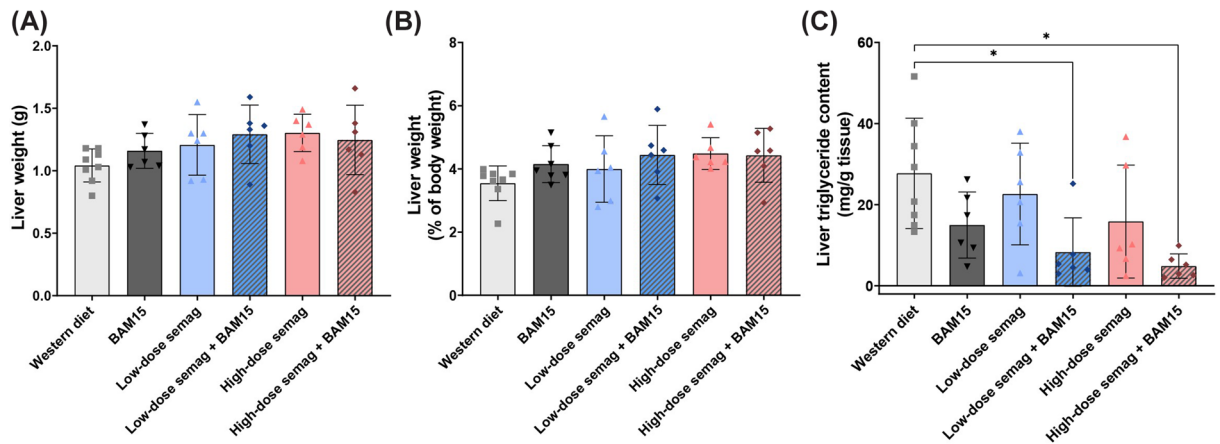 (A)
Liver weight (g)
2.0
1.5
1.0
0.5
0.0
Western diet
BAM15
Low-dose semag
Low-dose semag + BAM15
High-dose semag
High-dose semag + BAM15
(B)
Liver weight
(% of body weight)
8
6
4
2
0
Western diet
BAM15
Low-dose semag
Low-dose semag + BAM15
High-dose semag
High-dose semag + BAM15
(C)
Liver triglyceride content
(mg/g tissue)
60
40
20
0
*
*
Western diet
BAM15
Low-dose semag
Low-dose semag + BAM15
High-dose semag
High-dose semag + BAM15